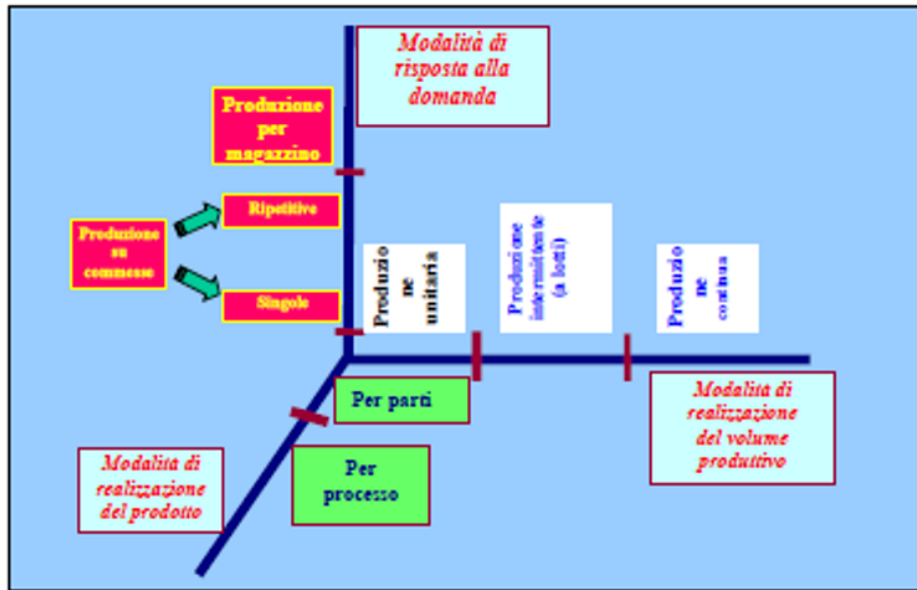 Modalità di
risposta alla
domanda
Produzione
per
magazzino
Ripetitive
Produzione
su
commesse
Singole
Produzio
ne
unitaria
Produzione
intermittente
(a lotti)
Produzio
ne
continua
Per parti
Modalità di
realizzazione
del volume
produttivo
Per
processo
Modalità di
realizzazione
del prodotto